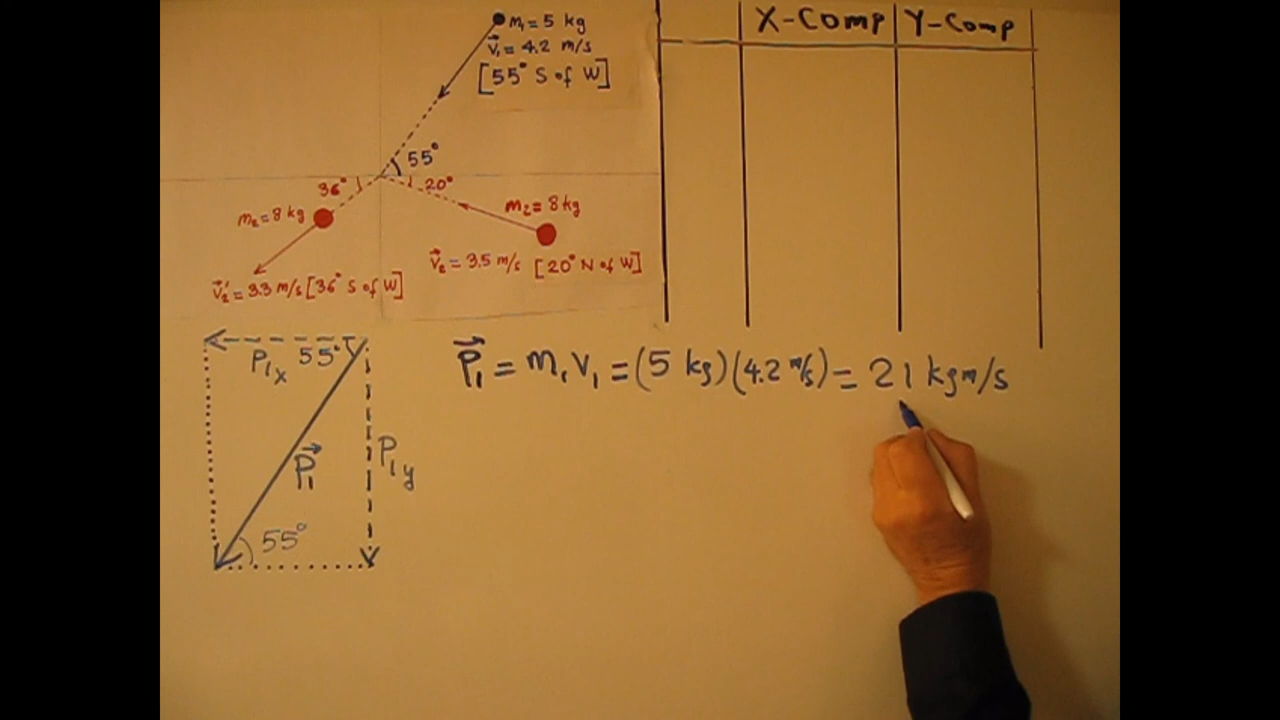 m₁ = 5 kg
v⃗₁ = 4.2 m/s
[55° S of W]
55°
36°
20°
m₂ = 8 kg
m₂ = 8 kg
v⃗₂ = 3.5 m/s [20° N of W]
v⃗₂' = 3.3 m/s [36° S of W]
X-Comp Y-Comp
P₁ₓ 55°
P⃗₁
P₁y
55°
P⃗₁ = m₁v₁ = (5 kg)(4.2 m/s) = 21 kgm/s